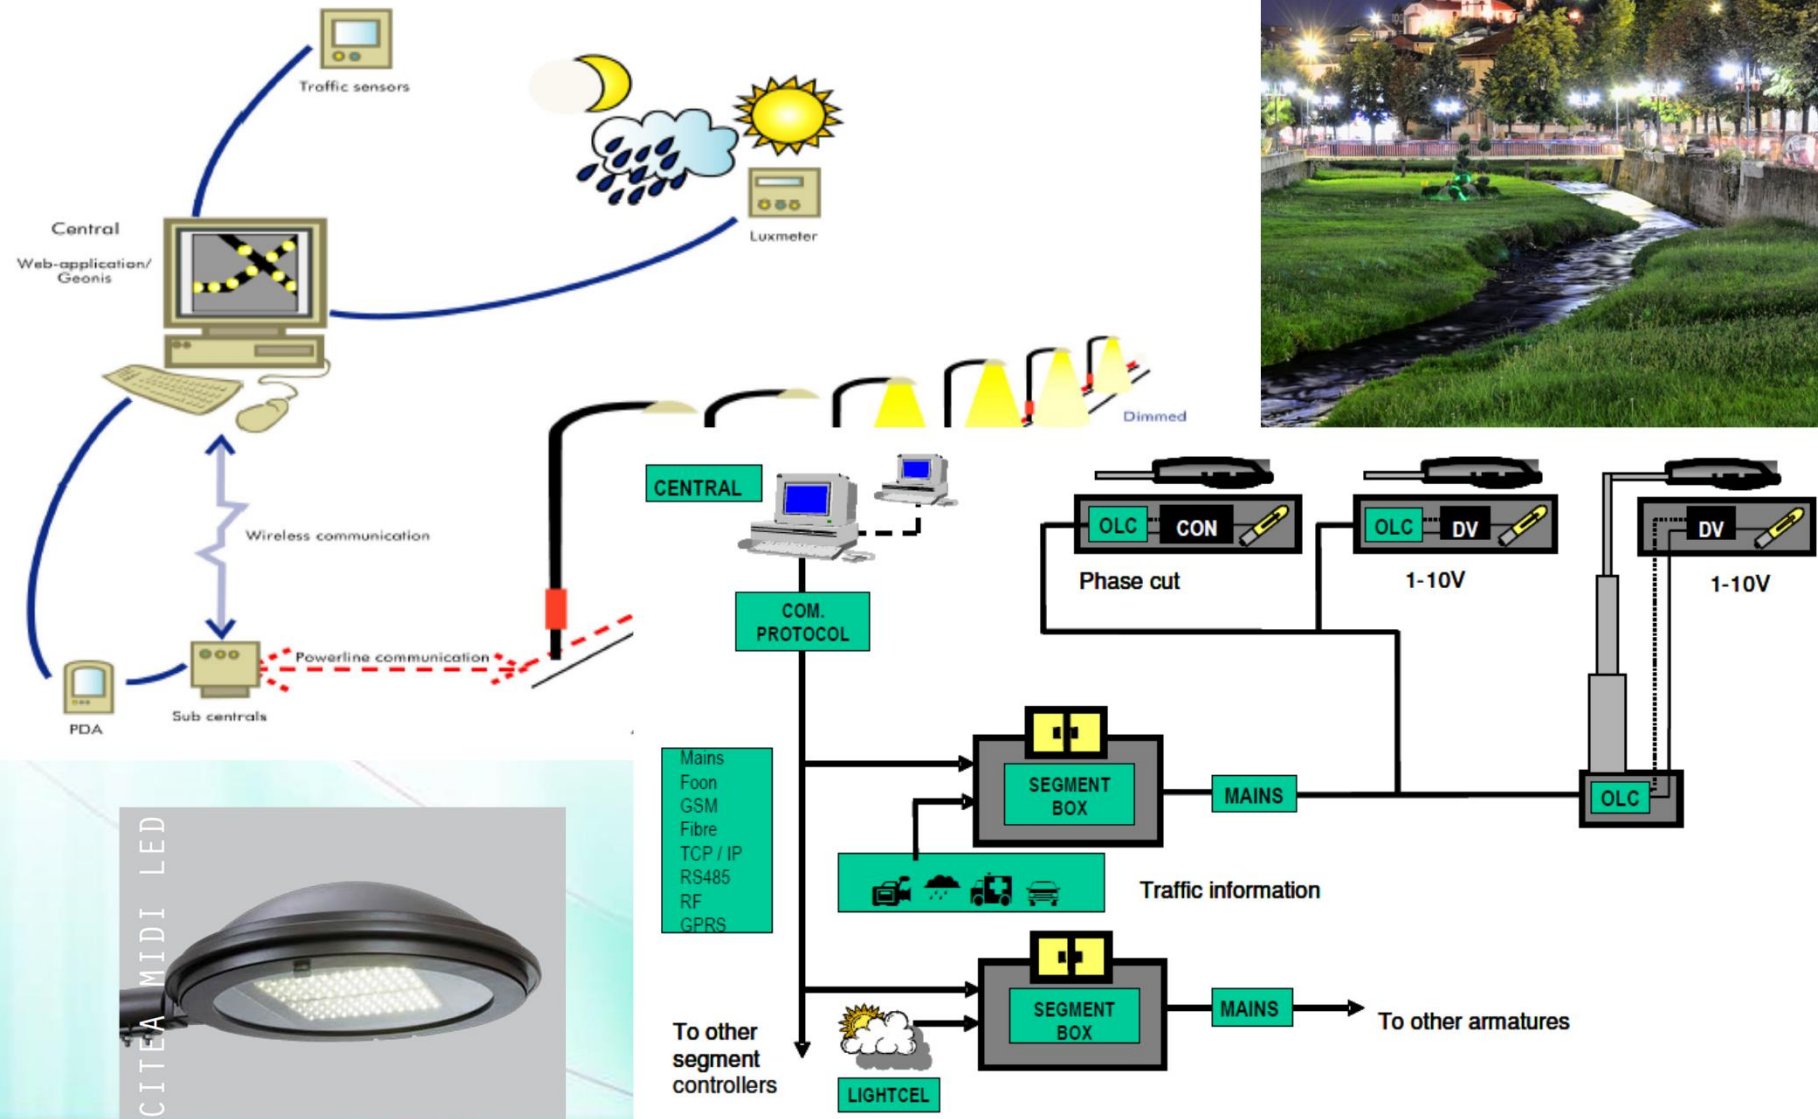 Traffic sensors
Central
Web-application/
Geonis
Luxmeter
Dimmed
Wireless communication
Powerline communication
Sub centrals
PDA
CITEA MIDI LED
CENTRAL
COM.
PROTOCOL
Mains
Foon
GSM
Fibre
TCP / IP
RS485
RF
GPRS
OLC
CON
Phase cut
OLC
DV
1-10V
DV
1-10V
SEGMENT
BOX
MAINS
OLC
Traffic information
SEGMENT
BOX
MAINS
To other armatures
To other
segment
controllers
LIGHTCEL